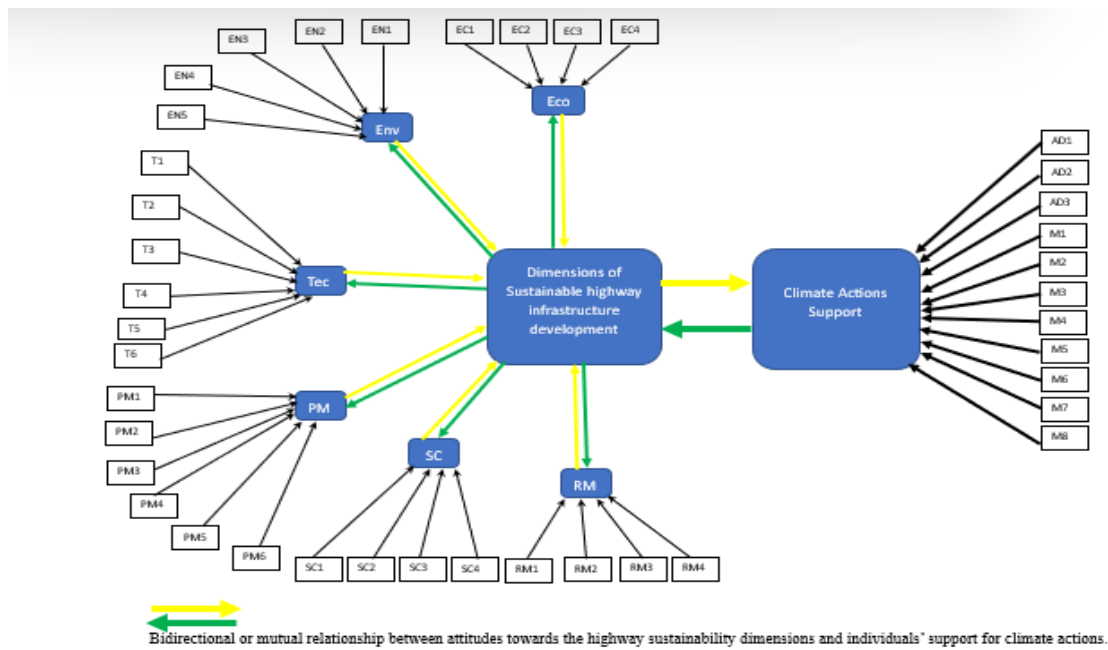 EN3
EN2
EN1
EC1
EC2
EC3
EC4
EN4
EN5
Env
Eco
T1
T2
T3
T4
T5
T6
Tec
Dimensions of
Sustainable highway
infrastructure
development
Climate Actions
Support
AD1
AD2
AD3
M1
M2
M3
M4
M5
M6
M7
M8
PM1
PM2
PM3
PM4
PM5
PM6
PM
SC
RM
SC1
SC2
SC3
SC4
RM1
RM2
RM3
RM4
Bidirectional or mutual relationship between attitudes towards the highway sustainability dimensions and individuals' support for climate actions.